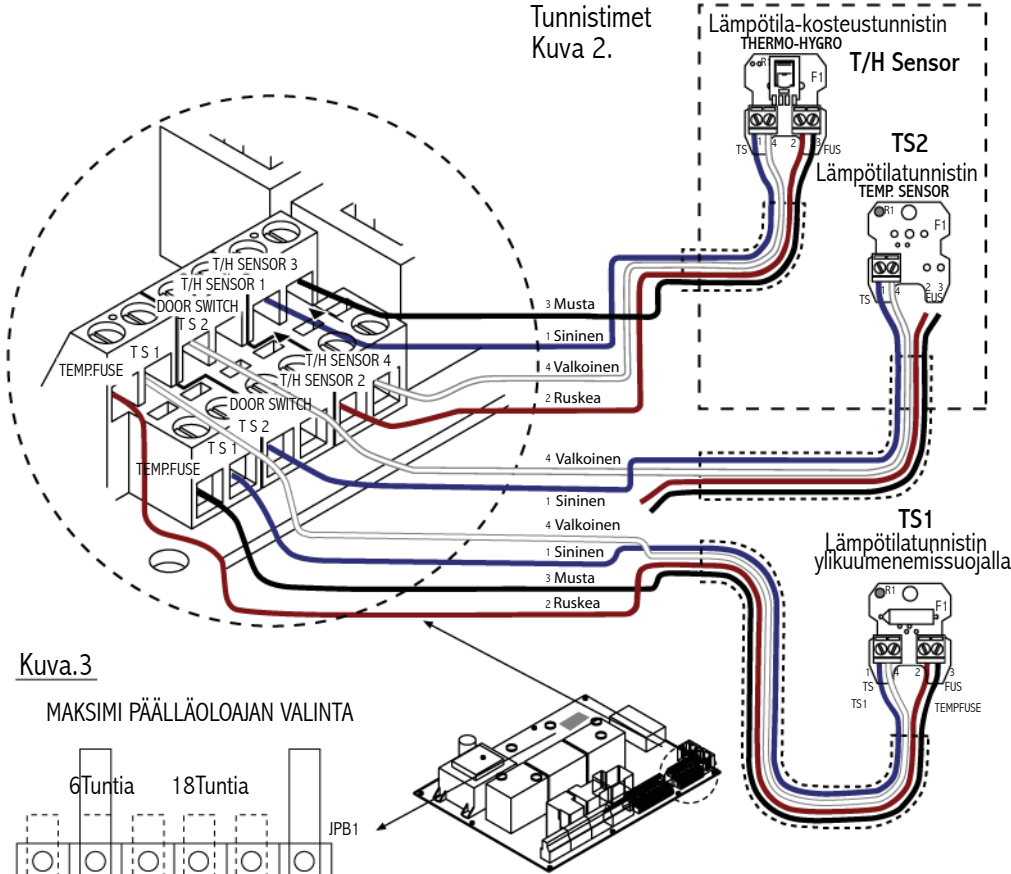 Tunnistimet
Kuva 2.
Lämpötila-kosteustunnistin
THERMO-HYGRO
T/H Sensor
R1
F1
TS
1
4
2
3
FUS
TS2
Lämpötilatunnistin
TEMP. SENSOR
R1
F1
TS
1
4
2
3
FUS
T/H SENSOR 3
T/H SENSOR 1
DOOR SWITCH
T S 2
T S 1
TEMP.FUSE
T/H SENSOR 4
T/H SENSOR 2
DOOR SWITCH
T S 2
T S 1
TEMP.FUSE
3 Musta
1 Sininen
4 Valkoinen
2 Ruskea
4 Valkoinen
1 Sininen
4 Valkoinen
1 Sininen
3 Musta
2 Ruskea
TS1
Lämpötilatunnistin
ylikuumenemissuojalla
R1
F1
1
4
2
3
TS
FUS
TS1
TEMPFUSE
Kuva.3
MAKSIMI PÄÄLLÄOLOAJAN VALINTA
6Tuntia 18Tuntia
JPB1